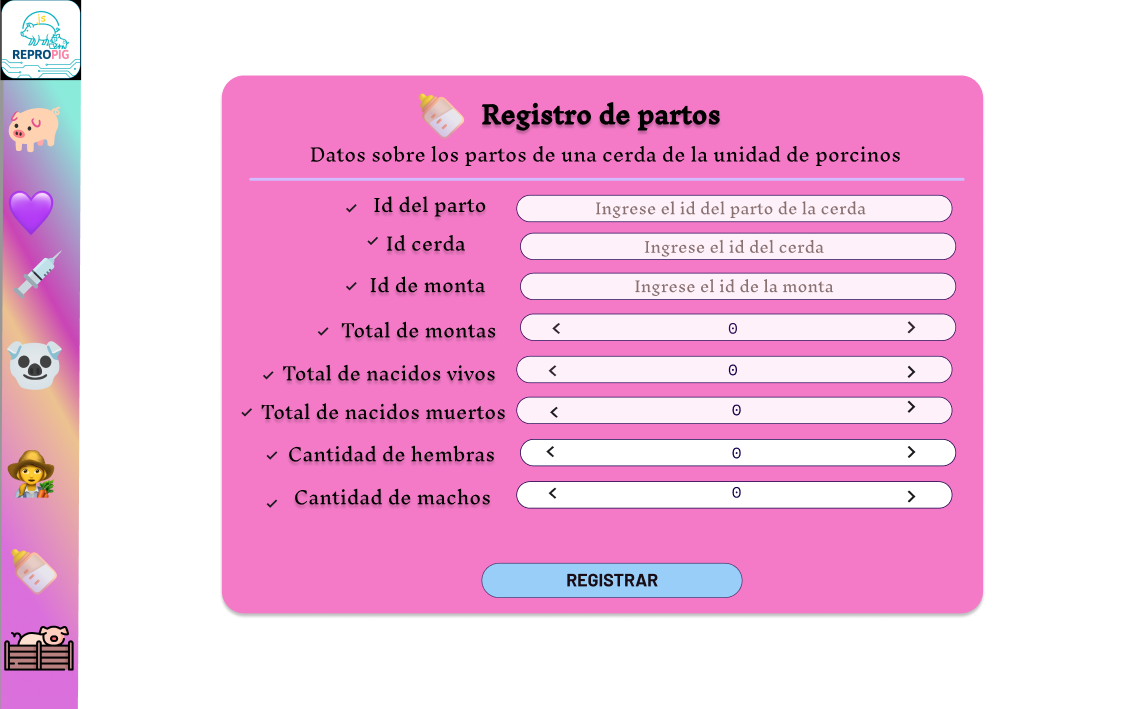 js
REPROPIG
Registro de partos
Datos sobre los partos de una cerda de la unidad de porcinos
Id del parto Ingrese el id del parto de la cerda
Id cerda Ingrese el id del cerda
Id de monta Ingrese el id de la monta
Total de montas < 0 >
Total de nacidos vivos < 0 >
Total de nacidos muertos < 0 >
Cantidad de hembras < 0 >
Cantidad de machos < 0 >
REGISTRAR